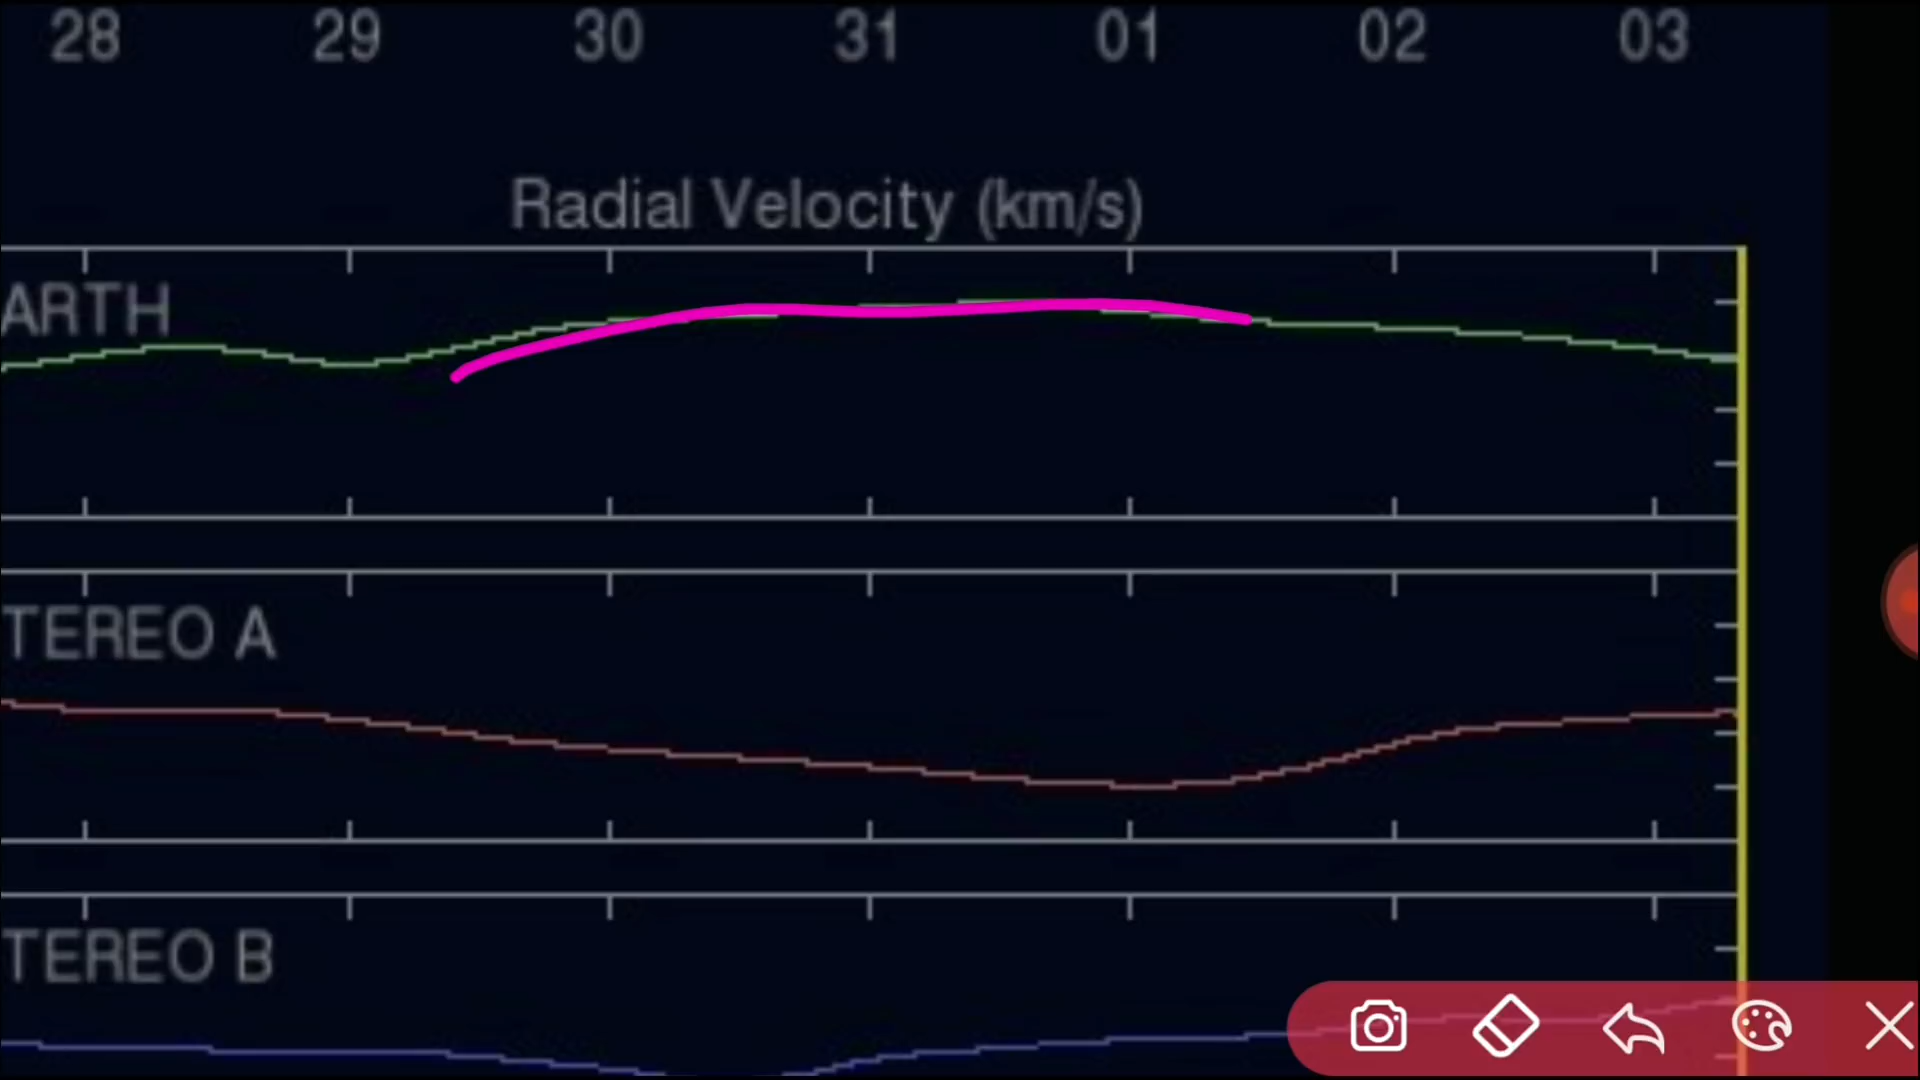 28 29 30 31 01 02 03
Radial Velocity (km/s)
ARTH
TEREO A
TEREO B